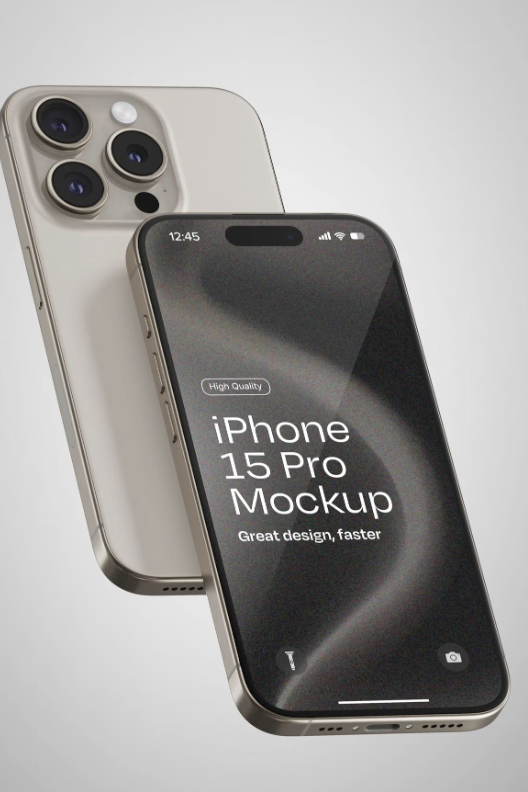 12:45
High Quality
iPhone
15 Pro
Mockup
Great design, faster